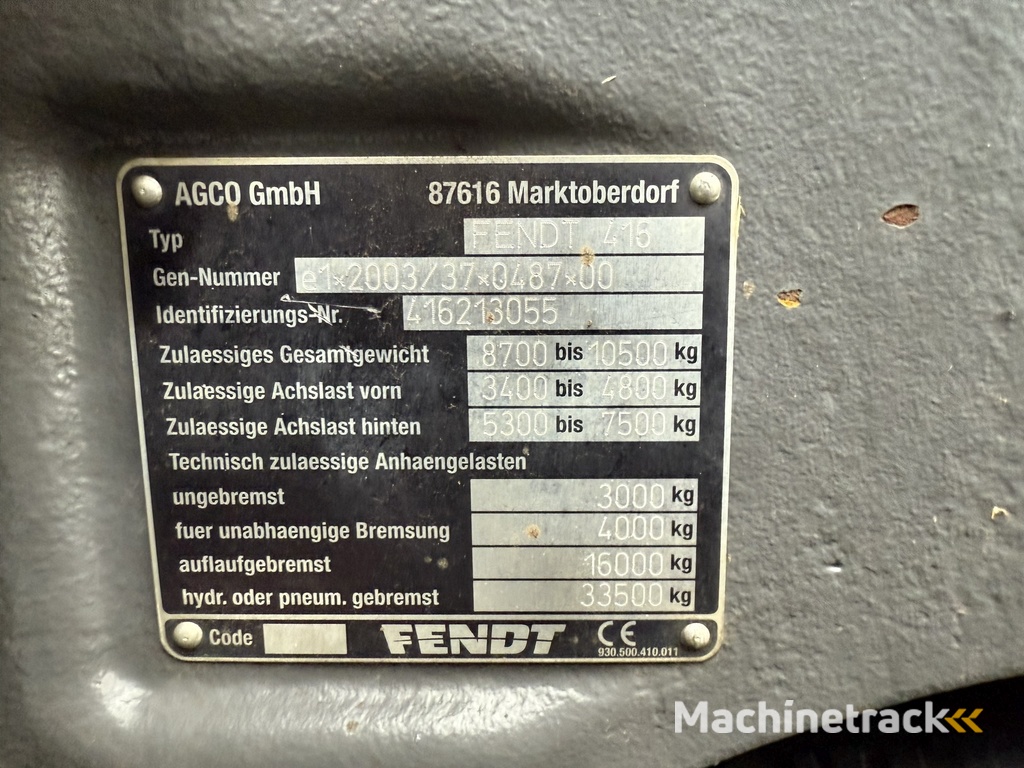 AGCO GmbH 87616 Marktoberdorf
Typ FENDT 416
Gen-Nummer e1*2003/37*0487*00
Identifizierungs-Nr. 416213055
Zulaessiges Gesamtgewicht 8700 bis 10500 kg
Zulaessige Achslast vorn 3400 bis 4800 kg
Zulaessige Achslast hinten 5300 bis 7500 kg
Technisch zulaessige Anhaengelasten
ungebremst 3000 kg
fuer unabhaengige Bremsung 4000 kg
auflaufgebremst 16000 kg
hydr. oder pneum. gebremst 33500 kg
Code FENDT CE
930.500.410.011
Machinetrack